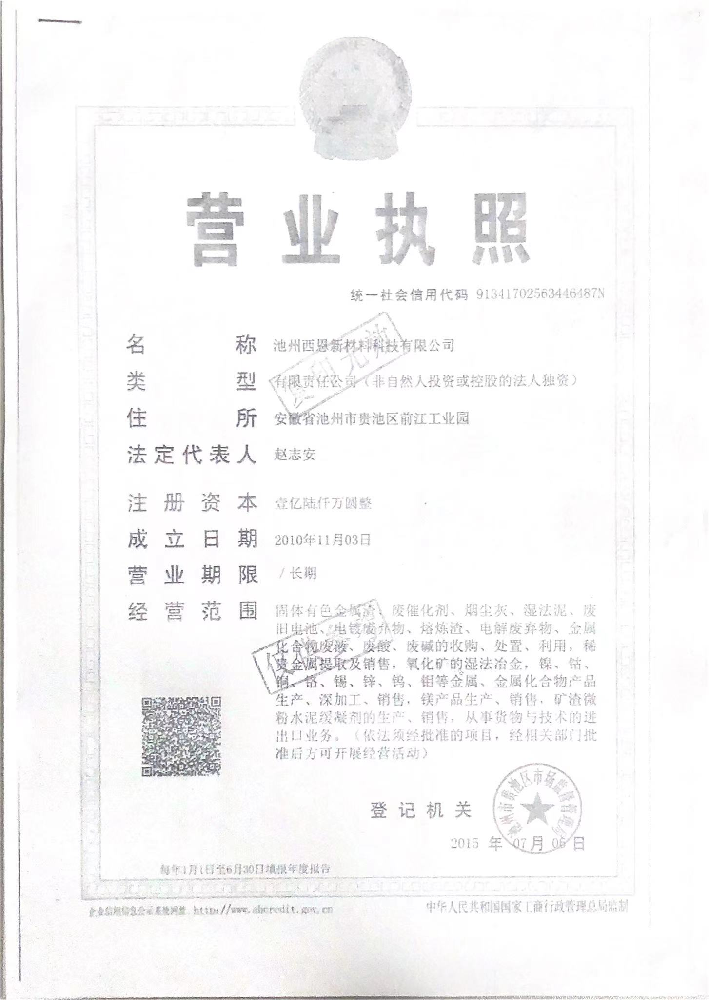 营业执照
统一社会信用代码 91341702563446487N
名称 池州西恩新材料科技有限公司
类型 有限责任公司（非自然人投资或控股的法人独资）
住所 安徽省池州市贵池区前江工业园
法定代表人 赵志安
注册资本 壹亿陆仟万圆整
成立日期 2010年11月03日
营业期限 / 长期
经营范围 固体有色金属渣、废催化剂、烟尘灰、湿法泥、废
旧电池、电镀废弃物、熔炼渣、电解废弃物、金属
化合物废液、废酸、废碱的收购、处置、利用，稀
贵金属提取及销售，氧化矿的湿法冶金，镍、钴、
铜、铬、锡、锌、钨、钼等金属、金属化合物产品
生产、深加工、销售，镁产品生产、销售，矿渣微
粉水泥缓凝剂的生产、销售，从事货物与技术的进
出口业务。（依法须经批准的项目，经相关部门批
准后方可开展经营活动）
复印无效
登记机关
池州市贵池区市场监督管理局
2015 年 07 月 06 日
每年1月1日至6月30日填报年度报告
企业信用信息公示系统网址 http://www.ahcredit.gov.cn
中华人民共和国国家工商行政管理总局监制